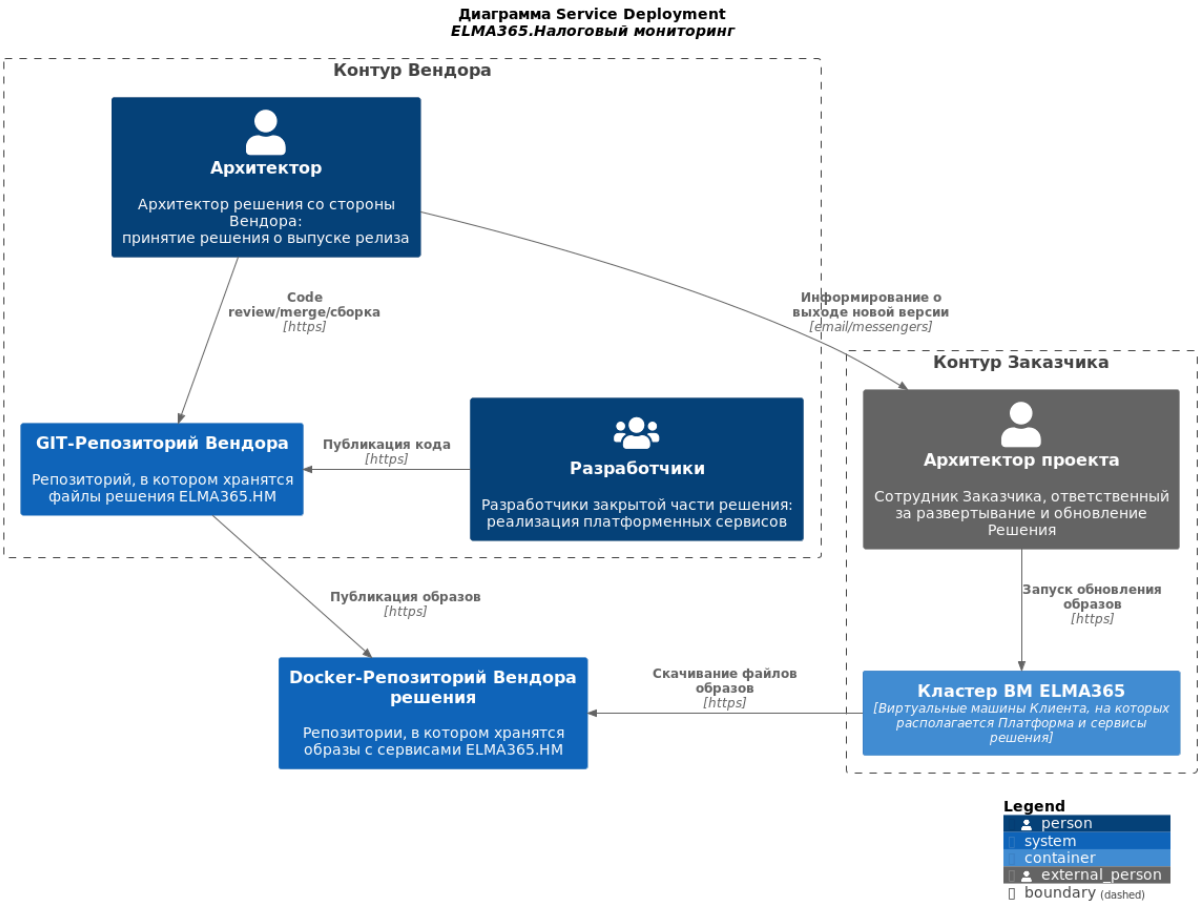 Диаграмма Service Deployment
ELMA365.Налоговый мониторинг
Контур Вендора
Архитектор
Архитектор решения со стороны
Вендора:
принятие решения о выпуске релиза
Code
review/merge/сборка
[https]
Информирование о
выходе новой версии
[email/messengers]
Контур Заказчика
GIT-Репозиторий Вендора
Репозиторий, в котором хранятся
файлы решения ELMA365.НМ
Публикация кода
[https]
Разработчики
Разработчики закрытой части решения:
реализация платформенных сервисов
Архитектор проекта
Сотрудник Заказчика, ответственный
за развертывание и обновление
Решения
Публикация образов
[https]
Запуск обновления
образов
[https]
Docker-Репозиторий Вендора
решения
Репозитории, в котором хранятся
образы с сервисами ELMA365.НМ
Скачивание файлов
образов
[https]
Кластер ВМ ELMA365
[Виртуальные машины Клиента, на которых
располагается Платформа и сервисы
решения]
Legend
person
system
container
external_person
boundary (dashed)